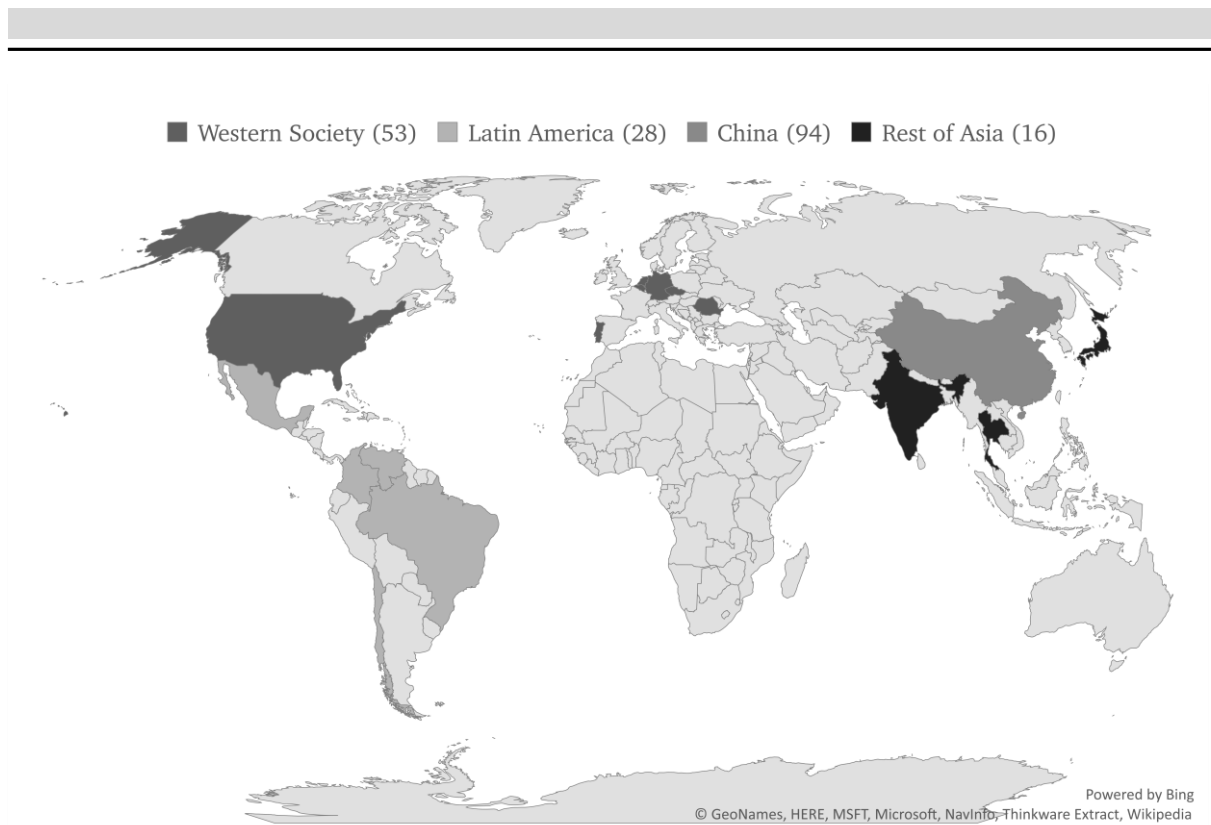 Western Society (53) Latin America (28) China (94) Rest of Asia (16)
Powered by Bing
© GeoNames, HERE, MSFT, Microsoft, NavInfo, Thinkware Extract, Wikipedia